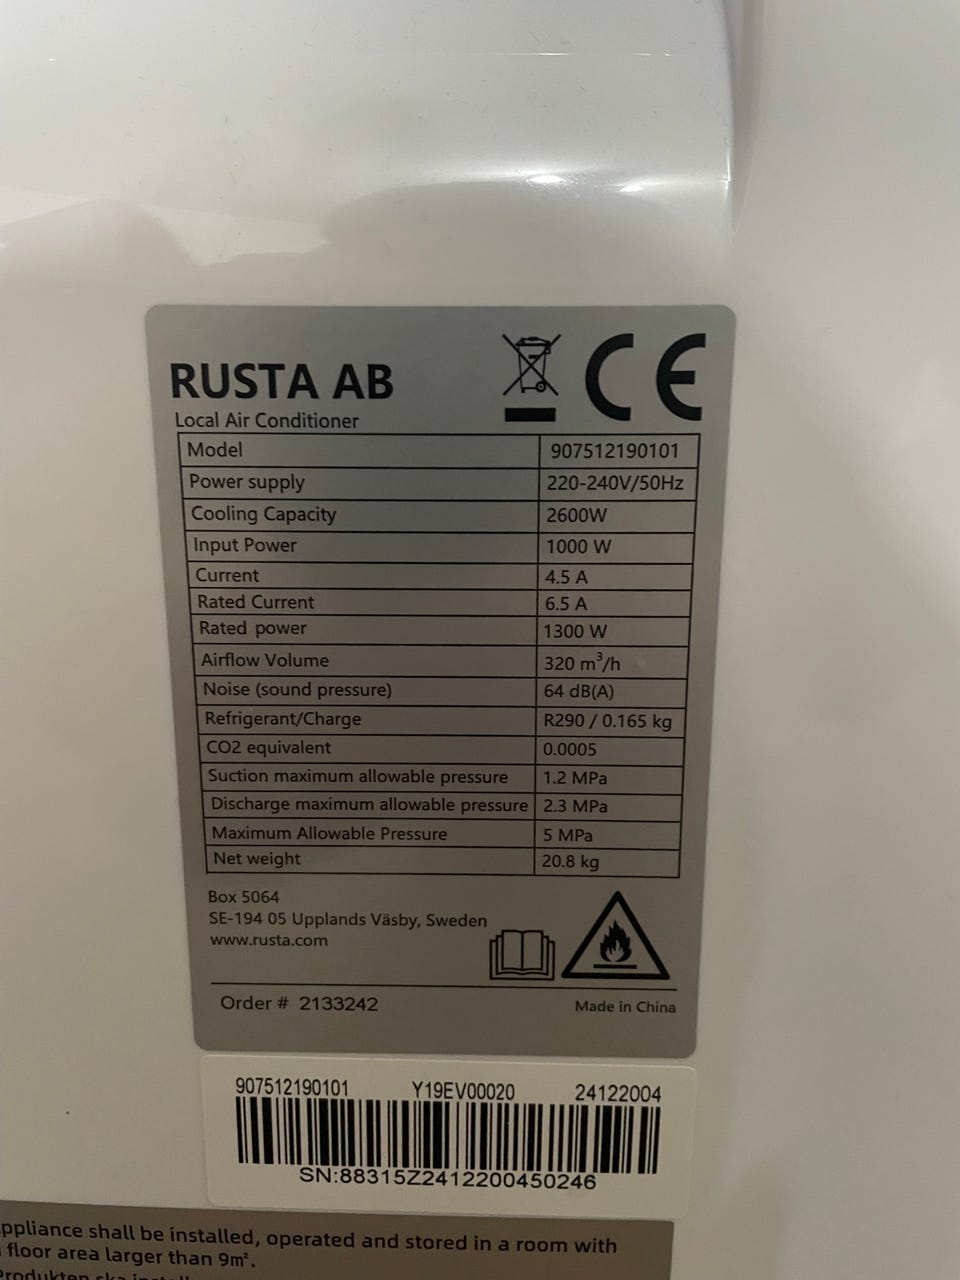 RUSTA AB
CE
Local Air Conditioner
Model 907512190101
Power supply 220-240V/50Hz
Cooling Capacity 2600W
Input Power 1000 W
Current 4.5 A
Rated Current 6.5 A
Rated power 1300 W
Airflow Volume 320 m³/h
Noise (sound pressure) 64 dB(A)
Refrigerant/Charge R290 / 0.165 kg
CO2 equivalent 0.0005
Suction maximum allowable pressure 1.2 MPa
Discharge maximum allowable pressure 2.3 MPa
Maximum Allowable Pressure 5 MPa
Net weight 20.8 kg
Box 5064
SE-194 05 Upplands Väsby, Sweden
www.rusta.com
Order # 2133242 Made in China
907512190101 Y19EV00020 24122004
SN:88315Z2412200450246
ppliance shall be installed, operated and stored in a room with
floor area larger than 9m².
Produkten ska